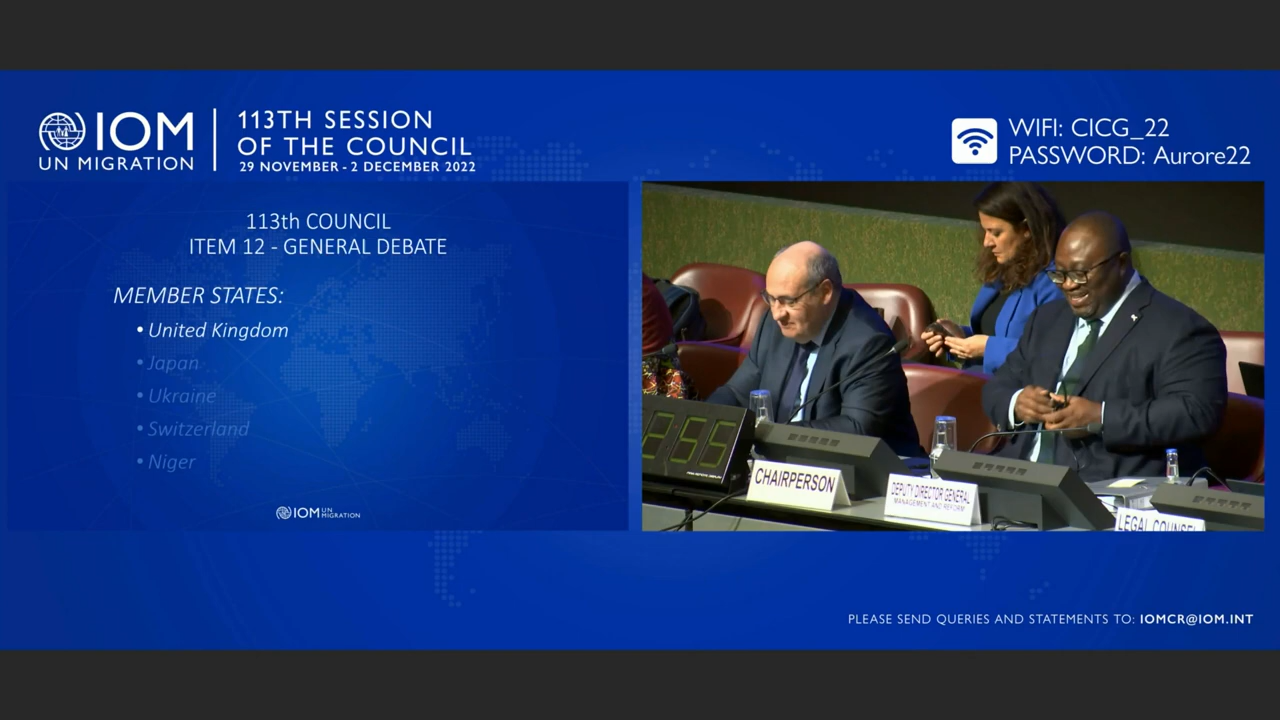 IOM
UN MIGRATION
113TH SESSION
OF THE COUNCIL
29 NOVEMBER - 2 DECEMBER 2022
WIFI: CICG_22
PASSWORD: Aurore22
113th COUNCIL
ITEM 12 - GENERAL DEBATE
MEMBER STATES:
• United Kingdom
• Japan
• Ukraine
• Switzerland
• Niger
IOM UN MIGRATION
255
CHAIRPERSON
DEPUTY DIRECTOR GENERAL
MANAGEMENT AND REFORM
LEGAL COUNSEL
PLEASE SEND QUERIES AND STATEMENTS TO: IOMCR@IOM.INT